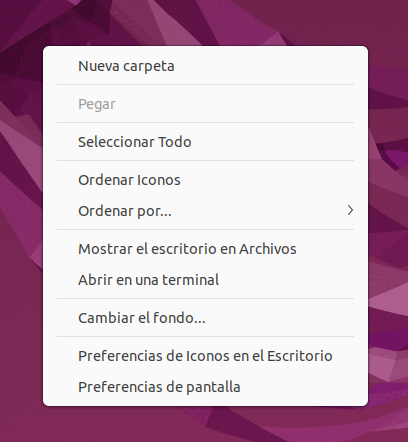 Nueva carpeta
Pegar
Seleccionar Todo
Ordenar Iconos
Ordenar por...
Mostrar el escritorio en Archivos
Abrir en una terminal
Cambiar el fondo...
Preferencias de Iconos en el Escritorio
Preferencias de pantalla